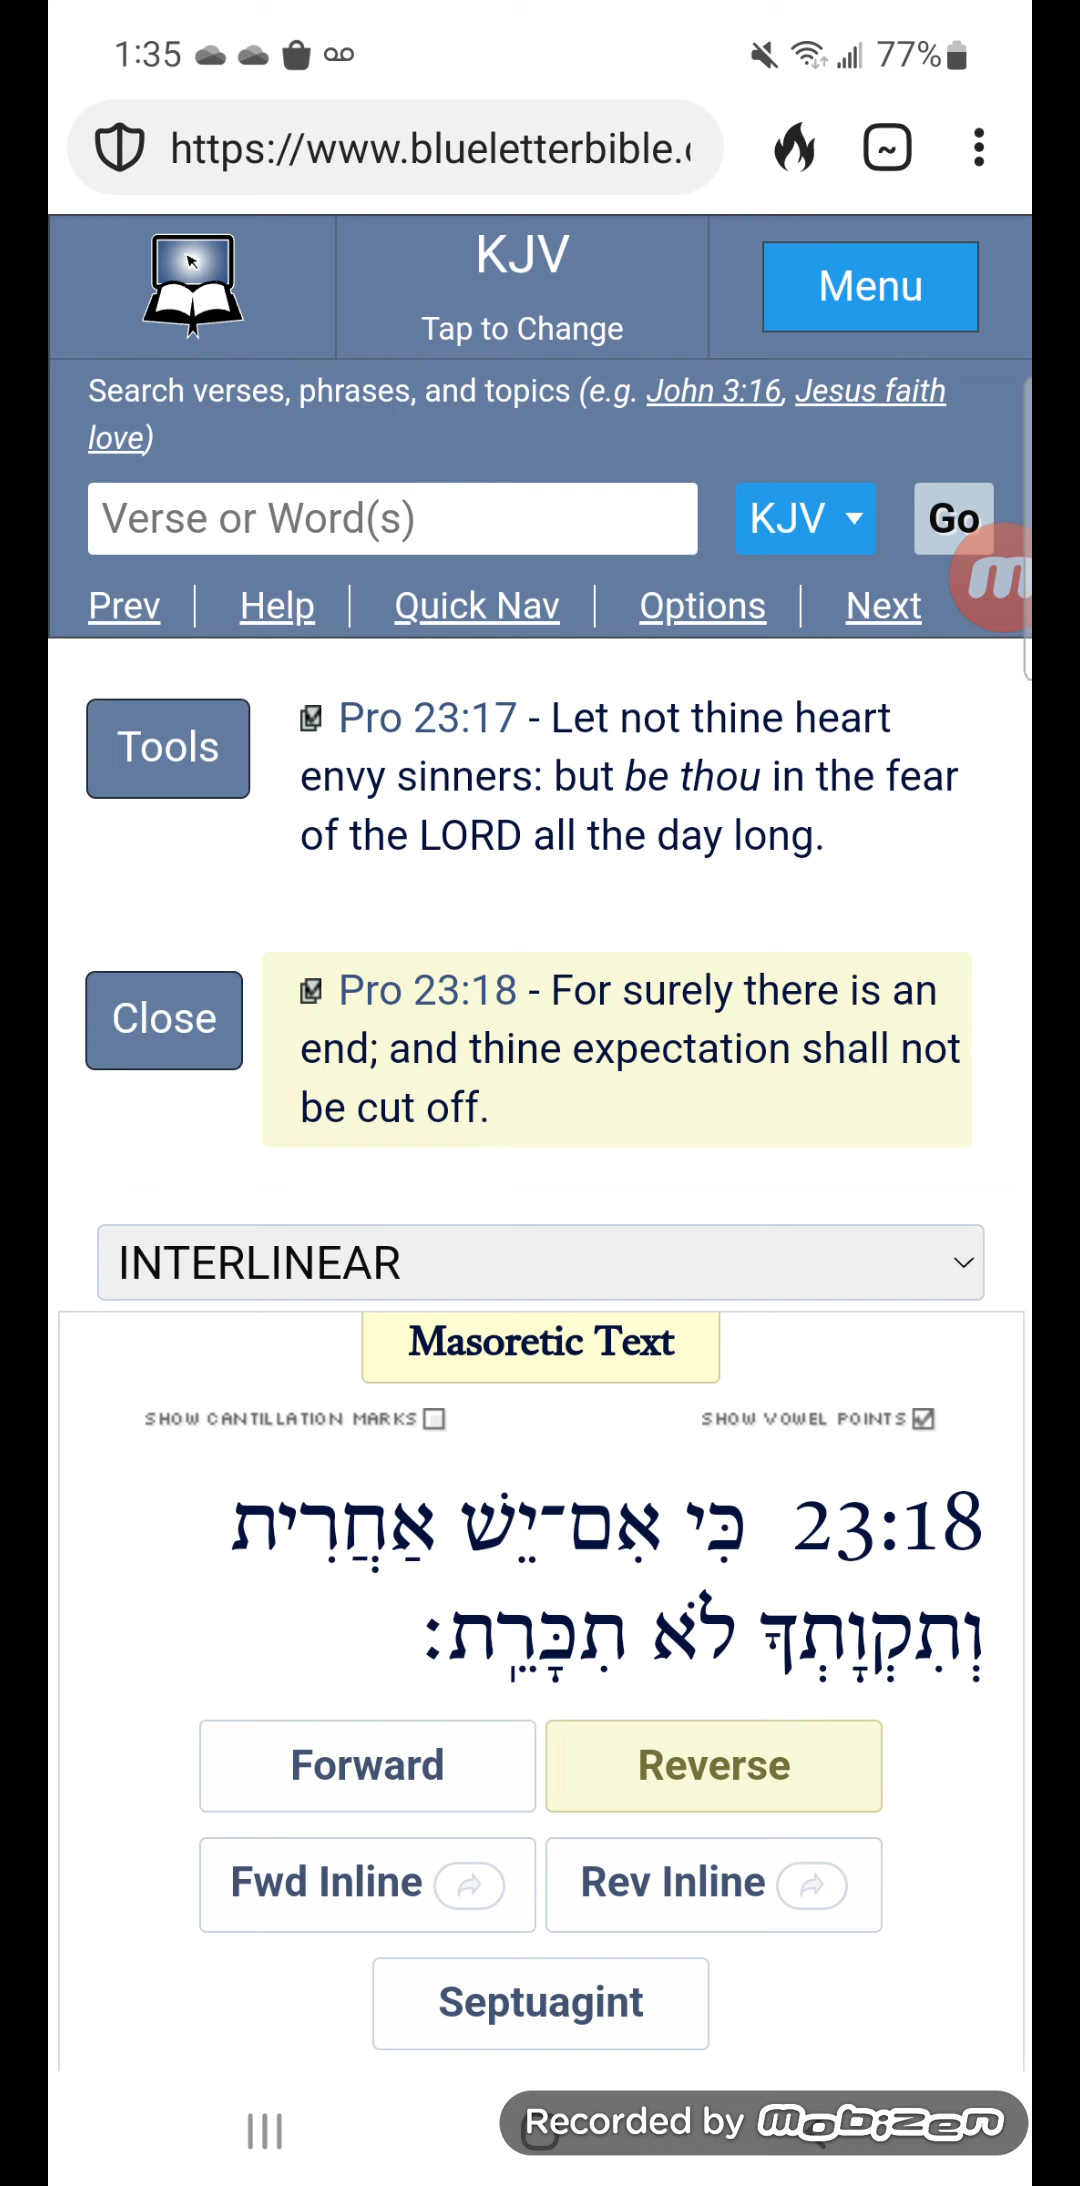 1:35
77%
https://www.blueletterbible.
KJV
Tap to Change
Menu
Search verses, phrases, and topics (e.g. John 3:16, Jesus faith
love)
Verse or Word(s)
KJV
Go
Prev | Help | Quick Nav | Options | Next
Tools
Pro 23:17 - Let not thine heart
envy sinners: but be thou in the fear
of the LORD all the day long.
Close
Pro 23:18 - For surely there is an
end; and thine expectation shall not
be cut off.
INTERLINEAR
Masoretic Text
SHOW CANTILLATION MARKS
SHOW VOWEL POINTS
23:18 כִּי אִם־יֵשׁ אַחֲרִית
וְתִקְוָתְךָ לֹא תִכָּרֵֽת׃
Forward
Reverse
Fwd Inline
Rev Inline
Septuagint
Recorded by mobizen